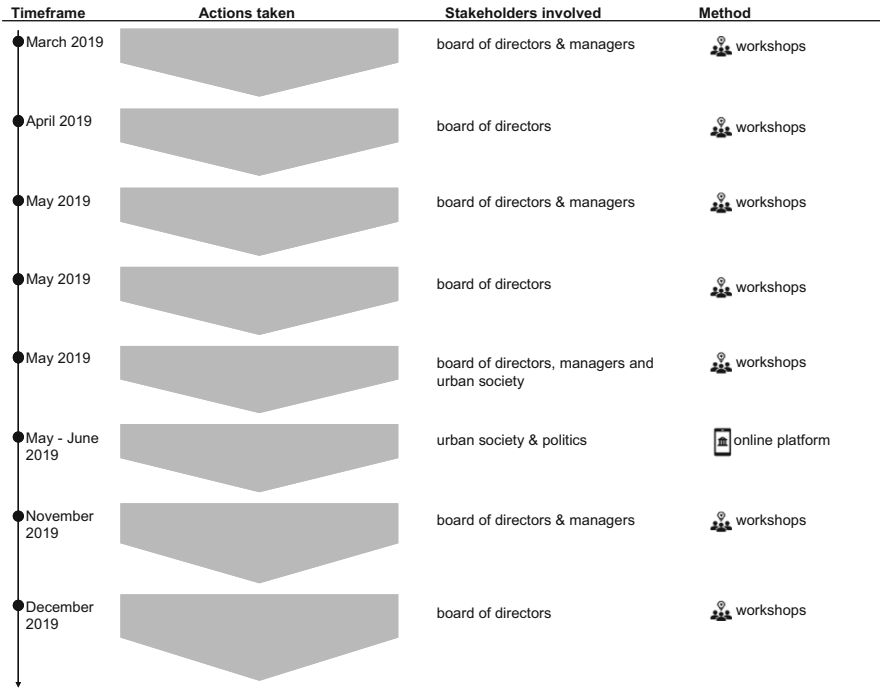 Timeframe Actions taken Stakeholders involved Method
March 2019 board of directors & managers workshops
April 2019 board of directors workshops
May 2019 board of directors & managers workshops
May 2019 board of directors workshops
May 2019 board of directors, managers and workshops
urban society
May - June urban society & politics online platform
2019
November board of directors & managers workshops
2019
December board of directors workshops
2019